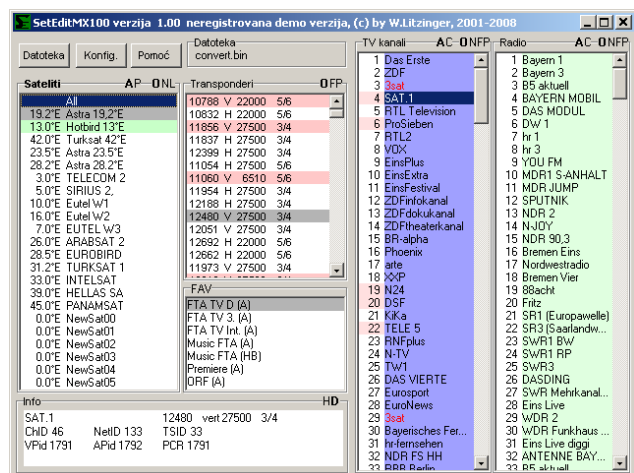 SetEditMX100 verzija 1.00 neregistrovana demo verzija, (c) by W.Litzinger, 2001-2008
Datoteka Konfig. Pomoć
Datoteka
convert.bin
Sateliti AP ONL
All
19.2°E Astra 19,2°E
13.0°E Hotbird 13°E
42.0°E Turksat 42°E
23.5°E Astra 23.5°E
28.2°E Astra 28.2°E
3.0°E TELECOM 2
5.0°E SIRIUS 2,
10.0°E Eutel W1
16.0°E Eutel W2
7.0°E EUTEL W3
26.0°E ARABSAT 2
28.5°E EUROBIRD
31.2°E TURKSAT 1
33.0°E INTELSAT
39.0°E HELLAS SA
45.0°E PANAMSAT
0.0°E NewSat00
0.0°E NewSat01
0.0°E NewSat02
0.0°E NewSat03
0.0°E NewSat04
0.0°E NewSat05
Transponderi OFP
10788 V 22000 5/6
10832 H 22000 5/6
11856 V 27500 3/4
11837 H 27500 3/4
12399 H 27500 3/4
11054 H 27500 5/6
11060 V 6510 5/6
11954 H 27500 3/4
12188 H 27500 3/4
12480 V 27500 3/4
12051 V 27500 3/4
12692 H 22000 5/6
12662 H 22000 5/6
11973 V 27500 3/4
FAV
FTA TV D (A)
FTA TV 3. (A)
FTA TV Int. (A)
Music FTA (A)
Music FTA (HB)
Premiere (A)
ORF (A)
TV kanali AC ONFP
1 Das Erste
2 ZDF
3 3sat
4 SAT.1
5 RTL Television
6 ProSieben
7 RTL2
8 VOX
9 EinsPlus
10 EinsExtra
11 EinsFestival
12 ZDFinfokanal
13 ZDFdokukanal
14 ZDFtheaterkanal
15 BR-alpha
16 Phoenix
17 arte
18 XXP
19 N24
20 DSF
21 KiKa
22 TELE 5
23 RNFplus
24 N-TV
25 TW1
26 DAS VIERTE
27 Eurosport
28 EuroNews
29 3sat
30 Bayerisches Fer...
31 hr-fernsehen
32 NDR FS HH
33 RBB Berlin
Radio AC ONFP
1 Bayern 1
2 Bayern 3
3 B5 aktuell
4 BAYERN MOBIL
5 DAS MODUL
6 DW 1
7 hr 1
8 hr 3
9 YOU FM
10 MDR1 S-ANHALT
11 MDR JUMP
12 SPUTNIK
13 NDR 2
14 N-JOY
15 NDR 90,3
16 Bremen Eins
17 Nordwestradio
18 Bremen Vier
19 88acht
20 Fritz
21 SR1 (Europawelle)
22 SR3 (Saarlandw...
23 SWR1 BW
24 SWR1 RP
25 SWR3
26 DASDING
27 SWR Mehrkanal...
28 Eins Live
29 WDR 2
30 WDR Funkhaus ...
31 Eins Live diggi
32 ANTENNE BAY...
33 B5 aktuell
Info HD
SAT.1 12480 vert 27500 3/4
ChID 46 NetID 133 TSID 33
VPid 1791 APid 1792 PCR 1791